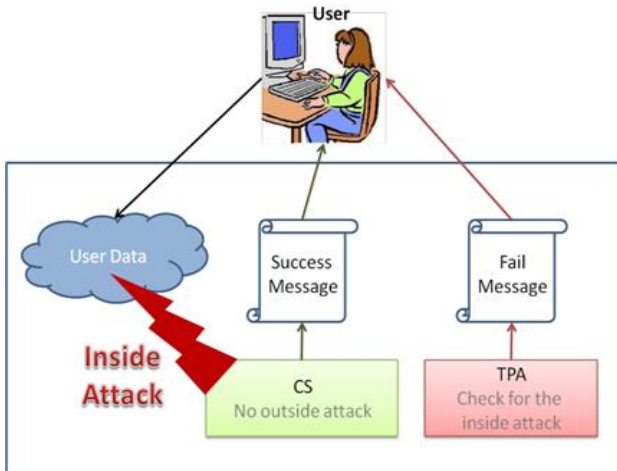 User
User Data
Success
Message
Fail
Message
Inside
Attack
CS
No outside attack
TPA
Check for the
inside attack